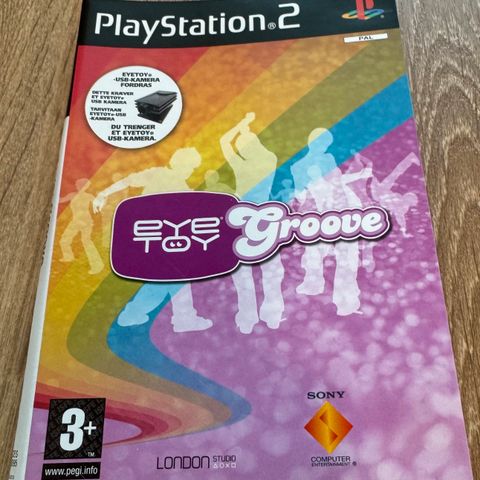 PlayStation®2
PAL
EYETOY®
-USB-KAMERA
FORDRAS
DETTE KRÆVER
ET EYETOY®
USB KAMERA
TARVITAAN
EYETOY®-USB
-KAMERA
DU TRENGER
ET EYETOY®
USB-KAMERA.
EYE®
TOY
Groove
3+
www.pegi.info
LONDON STUDIO
SONY
COMPUTER
ENTERTAINMENT®